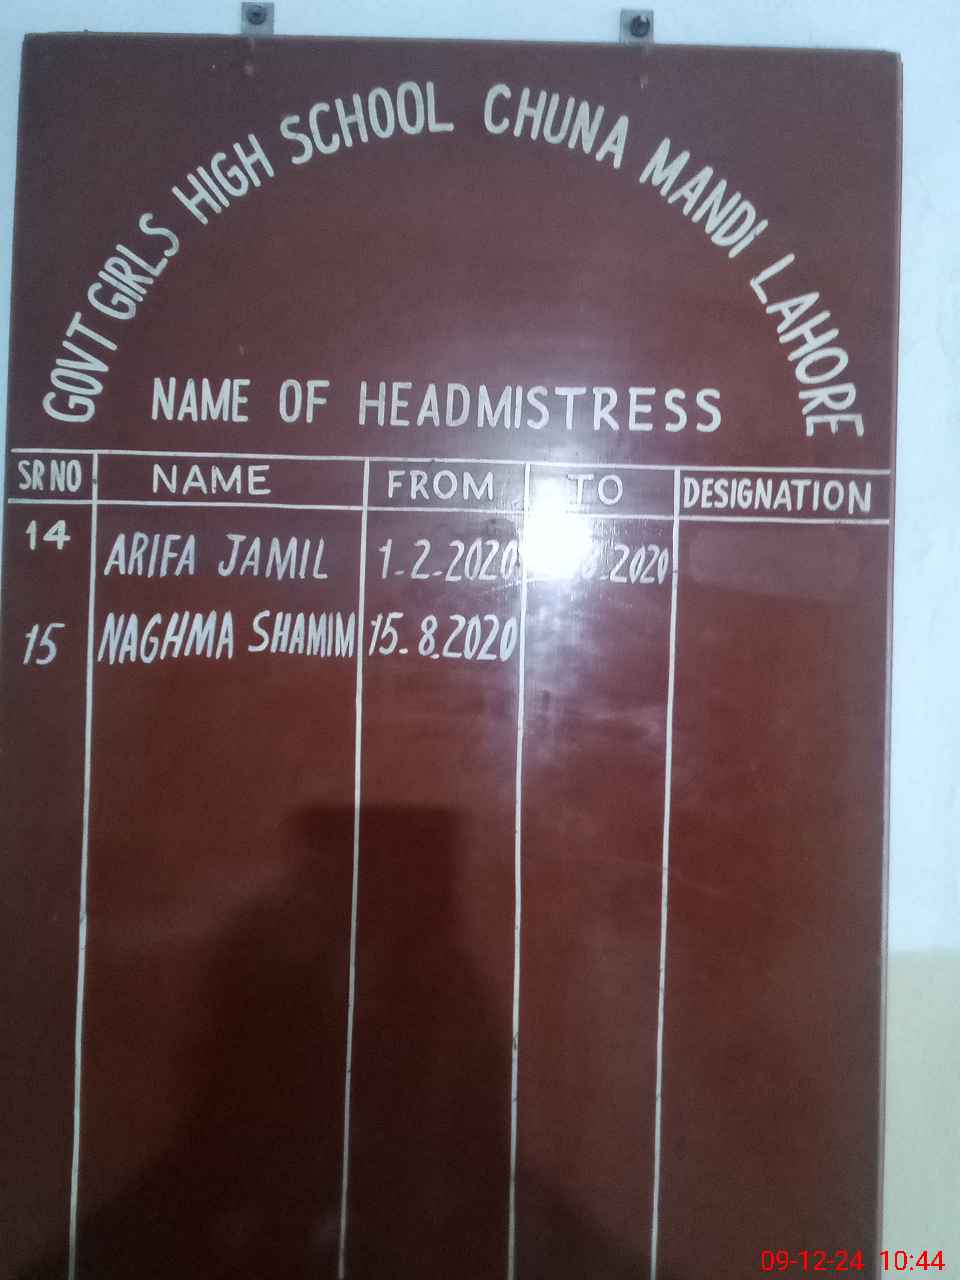 GOVT GIRLS HIGH SCHOOL CHUNA MANDI LAHORE
NAME OF HEADMISTRESS
SR NO NAME FROM TO DESIGNATION
14 ARIFA JAMIL 1-2-2020 .2020
15 NAGHMA SHAMIM 15.8.2020
09-12-24 10:44